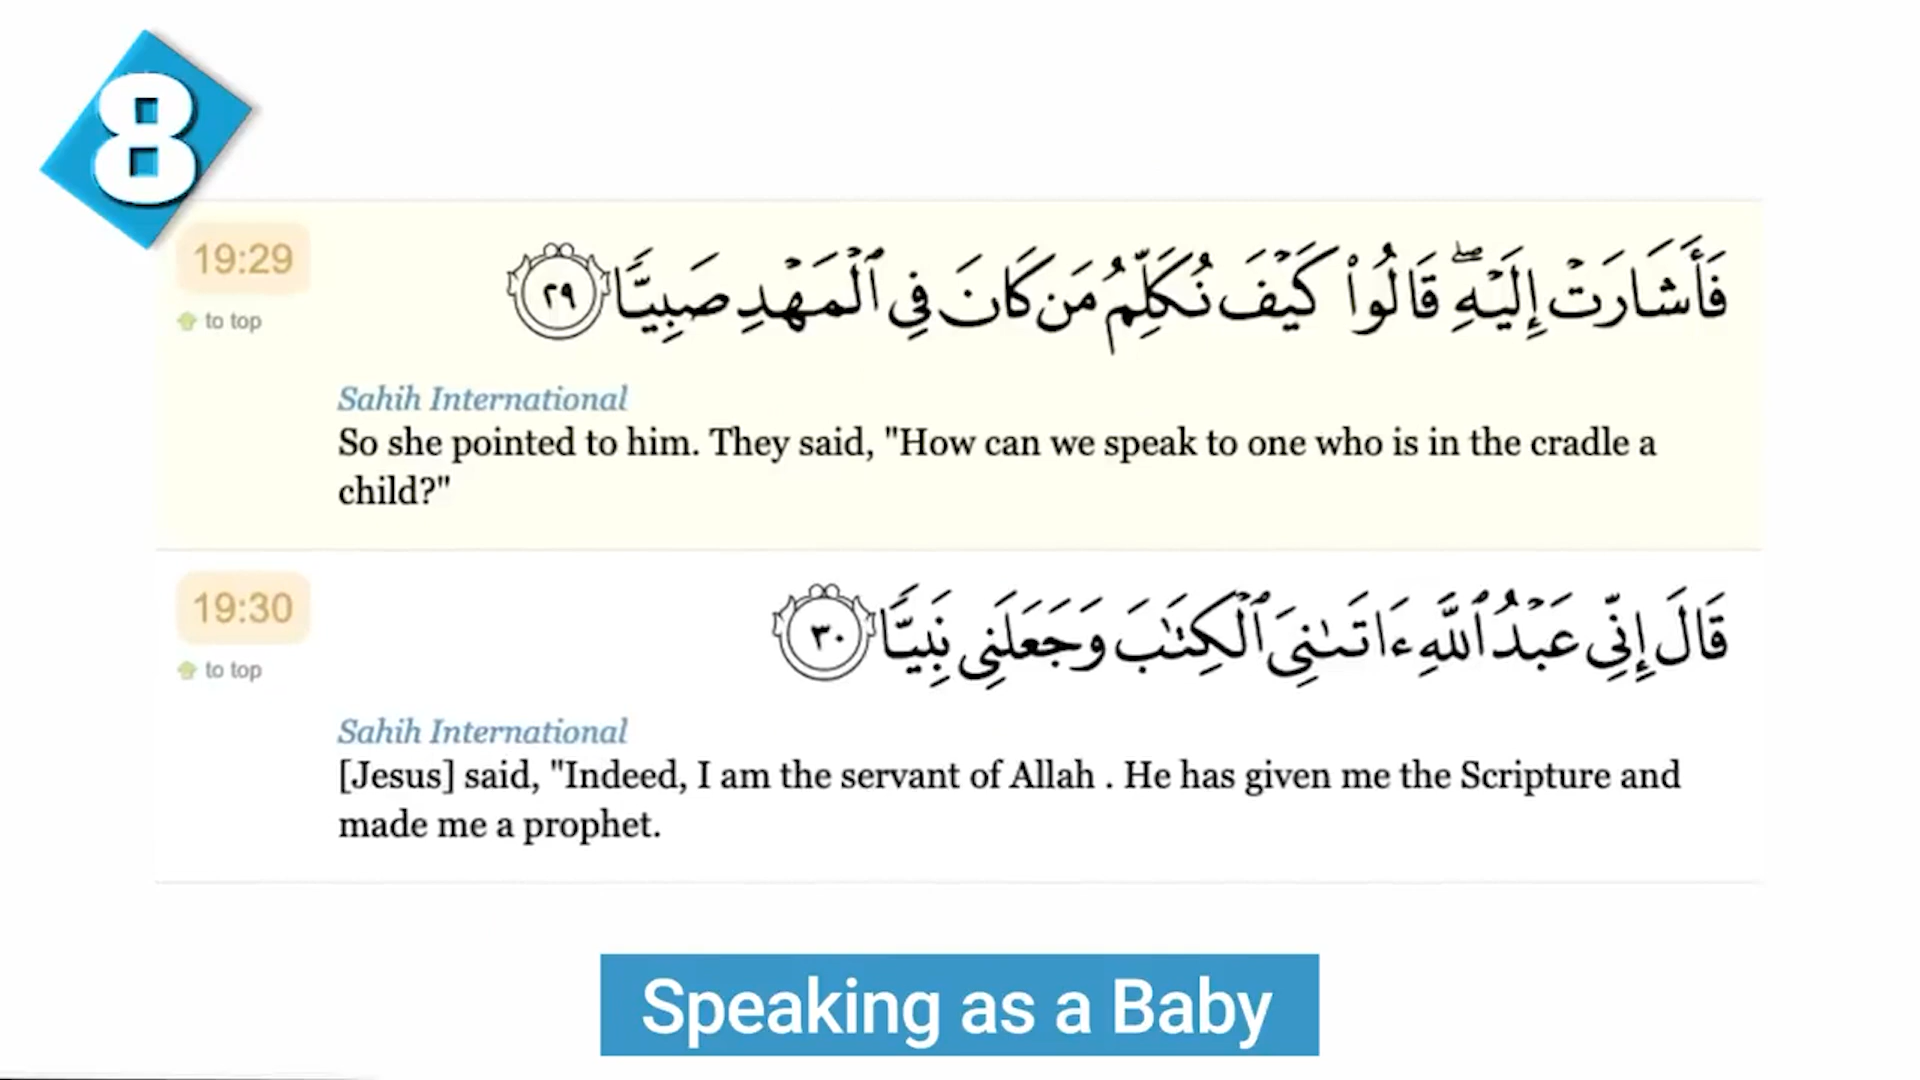 8
19:29
to top
فَأَشَارَتْ إِلَيْهِ ۖ قَالُوا۟ كَيْفَ نُكَلِّمُ مَن كَانَ فِى ٱلْمَهْدِ صَبِيًّا ٢٩
Sahih International
So she pointed to him. They said, "How can we speak to one who is in the cradle a
child?"
19:30
to top
قَالَ إِنِّى عَبْدُ ٱللَّهِ ءَاتَىٰنِىَ ٱلْكِتَٰبَ وَجَعَلَنِى نَبِيًّا ٣٠
Sahih International
[Jesus] said, "Indeed, I am the servant of Allah . He has given me the Scripture and
made me a prophet.
Speaking as a Baby